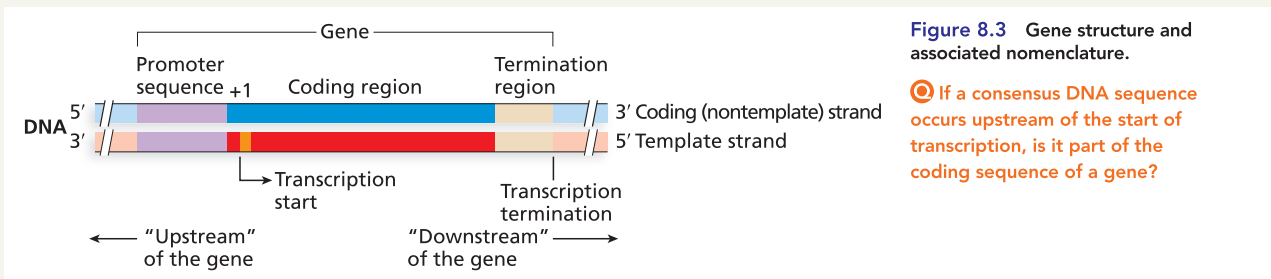 Gene
Promoter
sequence +1
Coding region
Termination
region
DNA
5′
3′
3′ Coding (nontemplate) strand
5′ Template strand
Transcription
start
Transcription
termination
“Upstream”
of the gene
“Downstream”
of the gene
Figure 8.3 Gene structure and
associated nomenclature.
Q If a consensus DNA sequence
occurs upstream of the start of
transcription, is it part of the
coding sequence of a gene?